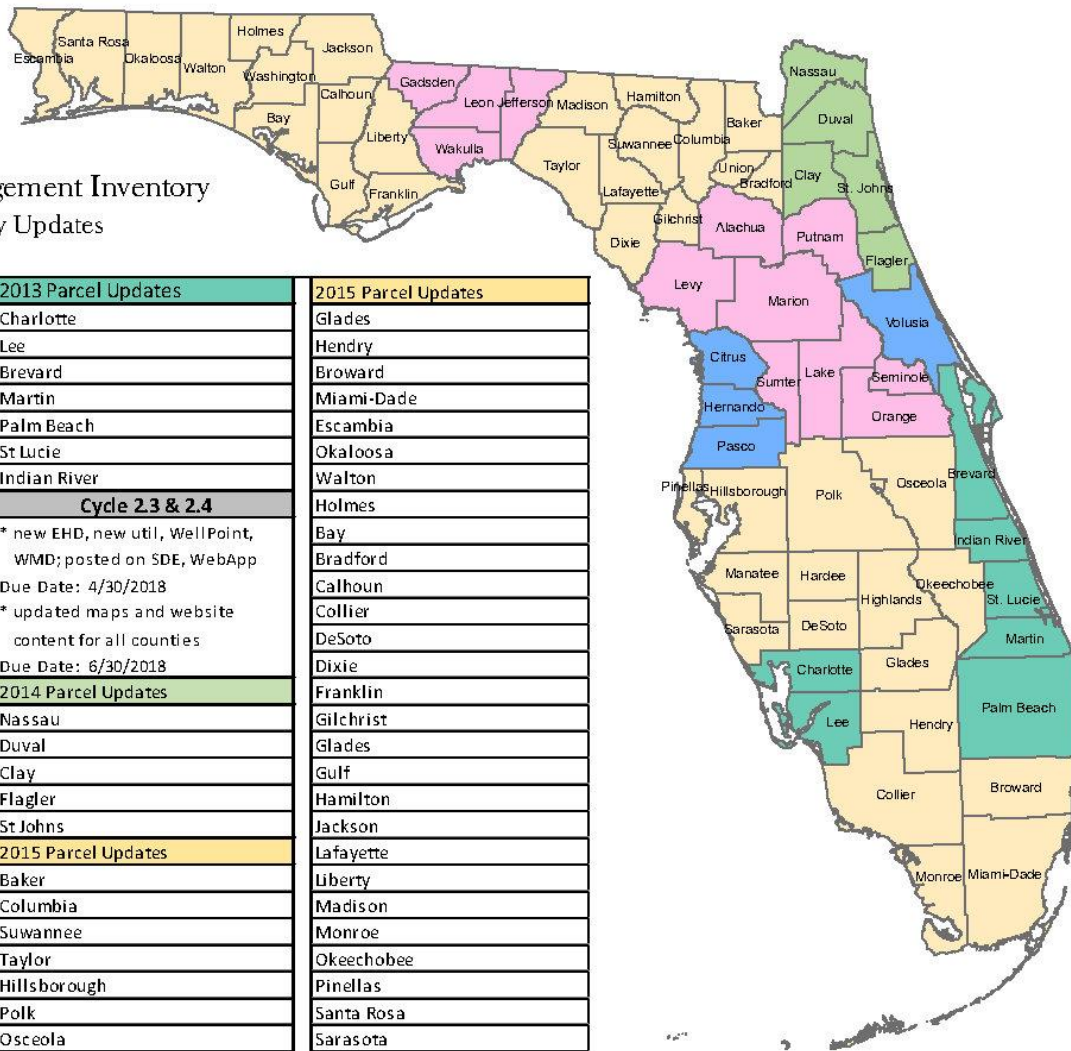 gement Inventory
y Updates
2013 Parcel Updates
Charlotte
Lee
Brevard
Martin
Palm Beach
St Lucie
Indian River
Cycle 2.3 & 2.4
* new EHD, new util, WellPoint,
WMD; posted on SDE, WebApp
Due Date: 4/30/2018
* updated maps and website
content for all counties
Due Date: 6/30/2018
2014 Parcel Updates
Nassau
Duval
Clay
Flagler
St Johns
2015 Parcel Updates
Baker
Columbia
Suwannee
Taylor
Hillsborough
Polk
Osceola
2015 Parcel Updates
Glades
Hendry
Broward
Miami-Dade
Escambia
Okaloosa
Walton
Holmes
Bay
Bradford
Calhoun
Collier
DeSoto
Dixie
Franklin
Gilchrist
Glades
Gulf
Hamilton
Jackson
Lafayette
Liberty
Madison
Monroe
Okeechobee
Pinellas
Santa Rosa
Sarasota
Escambia
Santa Rosa
Okaloosa
Walton
Holmes
Washington
Jackson
Calhoun
Bay
Gulf
Liberty
Franklin
Gadsden
Leon
Jefferson
Wakulla
Madison
Hamilton
Taylor
Suwannee
Columbia
Lafayette
Dixie
Gilchrist
Baker
Union
Bradford
Nassau
Duval
Clay
St. Johns
Alachua
Putnam
Flagler
Levy
Marion
Volusia
Citrus
Sumter
Lake
Seminole
Hernando
Orange
Pasco
Pinellas
Hillsborough
Polk
Osceola
Brevard
Indian River
Manatee
Hardee
Highlands
Okeechobee
St. Lucie
Sarasota
DeSoto
Martin
Charlotte
Glades
Lee
Hendry
Palm Beach
Collier
Broward
Monroe
Miami-Dade